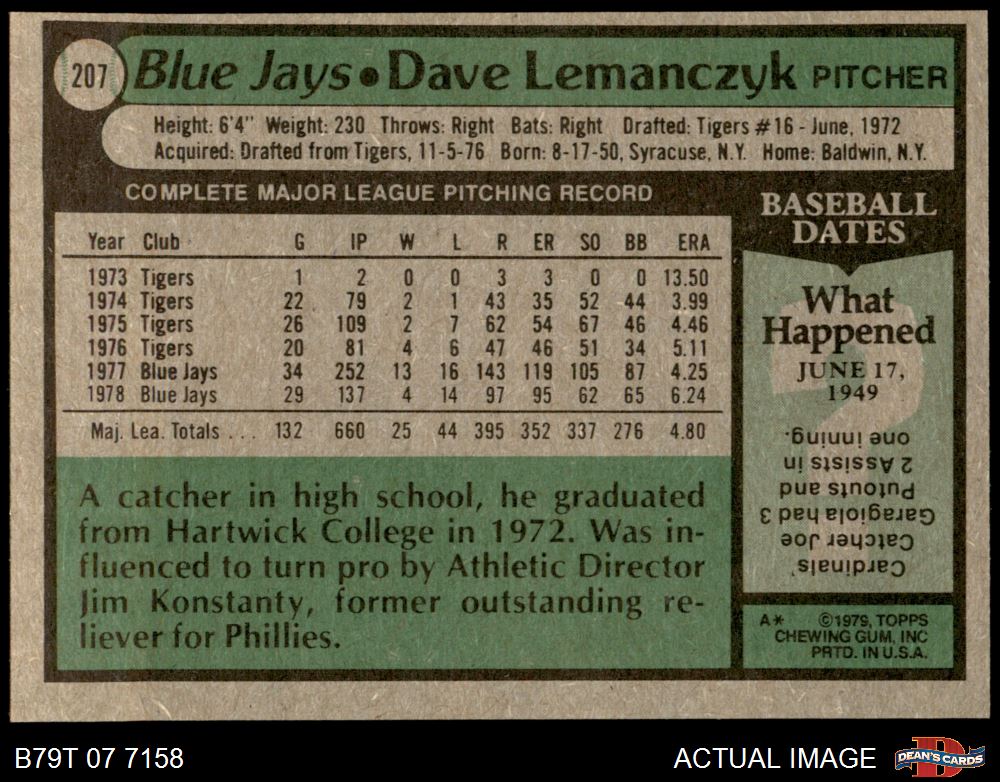 207 Blue Jays • Dave Lemanczyk PITCHER
Height: 6'4" Weight: 230 Throws: Right Bats: Right Drafted: Tigers #16 - June, 1972
Acquired: Drafted from Tigers, 11-5-76 Born: 8-17-50, Syracuse, N.Y. Home: Baldwin, N.Y.
COMPLETE MAJOR LEAGUE PITCHING RECORD
Year Club G IP W L R ER SO BB ERA
1973 Tigers 1 2 0 0 3 3 0 0 13.50
1974 Tigers 22 79 2 1 43 35 52 44 3.99
1975 Tigers 26 109 2 7 62 54 67 46 4.46
1976 Tigers 20 81 4 6 47 46 51 34 5.11
1977 Blue Jays 34 252 13 16 143 119 105 87 4.25
1978 Blue Jays 29 137 4 14 97 95 62 65 6.24
Maj. Lea. Totals . . . 132 660 25 44 395 352 337 276 4.80
A catcher in high school, he graduated
from Hartwick College in 1972. Was in-
fluenced to turn pro by Athletic Director
Jim Konstanty, former outstanding re-
liever for Phillies.
BASEBALL
DATES
What
Happened
JUNE 17,
1949
Cardinals'
Catcher Joe
Garagiola had 3
Putouts and
2 Assists in
one inning.
A* ©1979, TOPPS
CHEWING GUM, INC
PRTD. IN U.S.A.
B79T 07 7158
ACTUAL IMAGE
D
DEAN'S CARDS